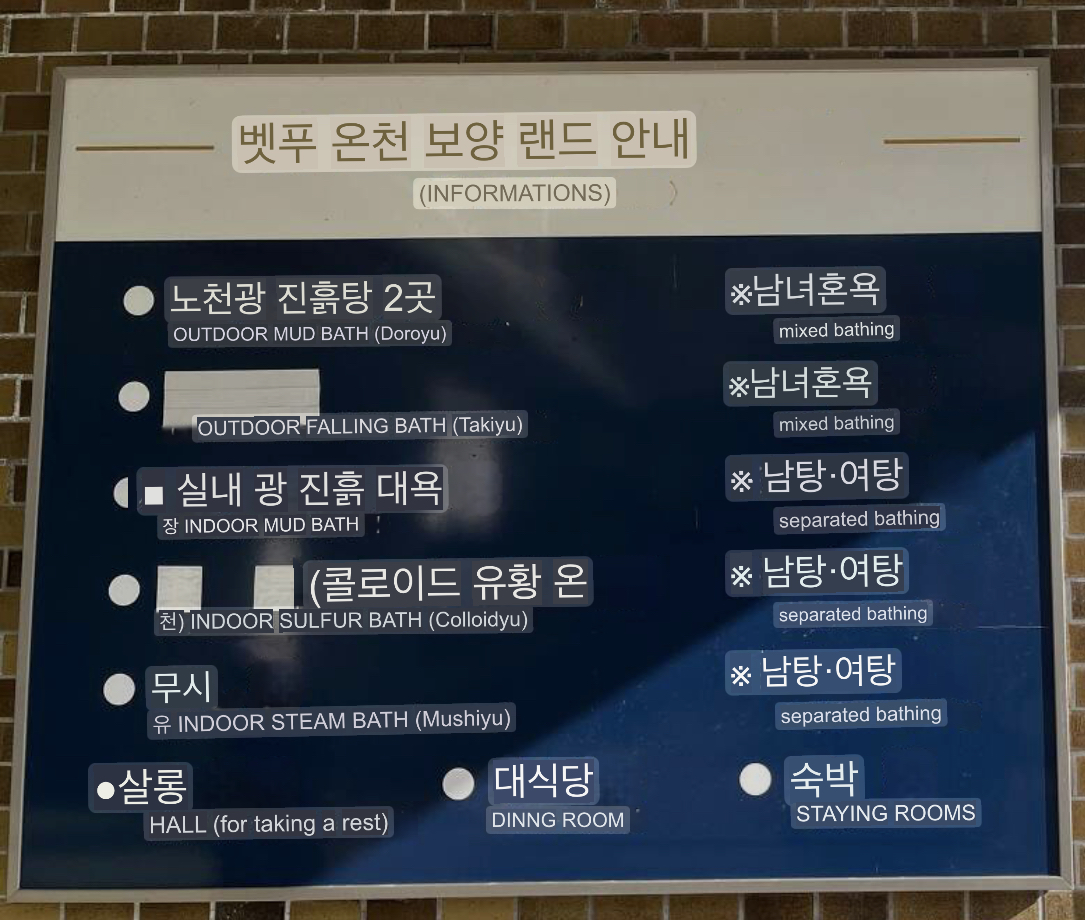 벳푸 온천 보양 랜드 안내
(INFORMATIONS)
노천광 진흙탕 2곳 ※남녀혼욕
OUTDOOR MUD BATH (Doroyu) mixed bathing
※남녀혼욕
OUTDOOR FALLING BATH (Takiyu) mixed bathing
■ 실내 광 진흙 대욕 ※ 남탕·여탕
장 INDOOR MUD BATH separated bathing
(콜로이드 유황 온 ※ 남탕·여탕
천) INDOOR SULFUR BATH (Colloidyu) separated bathing
무시 ※ 남탕·여탕
유 INDOOR STEAM BATH (Mushiyu) separated bathing
●살롱 대식당 숙박
HALL (for taking a rest) DINNG ROOM STAYING ROOMS